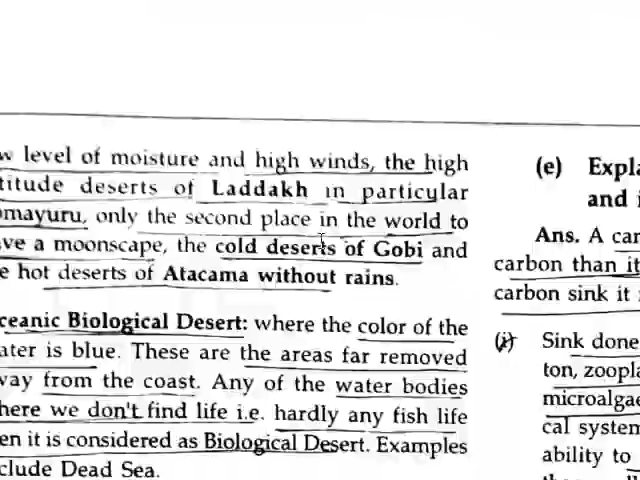 w level of moisture and high winds, the high
titude deserts of Laddakh in particular
mayuru, only the second place in the world to
ve a moonscape, the cold deserts of Gobi and
e hot deserts of Atacama without rains.
ceanic Biological Desert: where the color of the
ater is blue. These are the areas far removed
way from the coast. Any of the water bodies
here we don't find life i.e. hardly any fish life
en it is considered as Biological Desert. Examples
clude Dead Sea.
(e) Expla
and i
Ans. A car
carbon than it
carbon sink it
(i) Sink done
ton, zoopla
microalgae
cal system
ability to